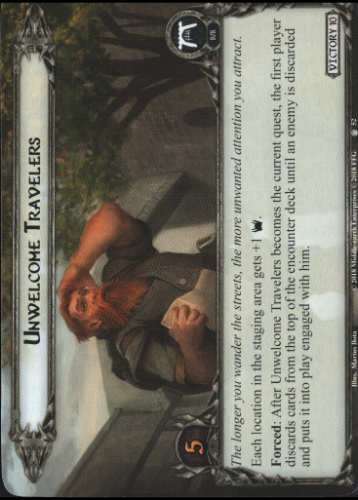 UNWELCOME TRAVELERS
8/B
5
VICTORY 10
The longer you wander the streets, the more unwanted attention you attract.
Each location in the staging area gets +1 .
Forced: After Unwelcome Travelers becomes the current quest, the first player
discards cards from the top of the encounter deck until an enemy is discarded
and puts it into play engaged with him.
Illus. Marius Bota
© 2018 Middle-earth Enterprises © 2018 FFG
52